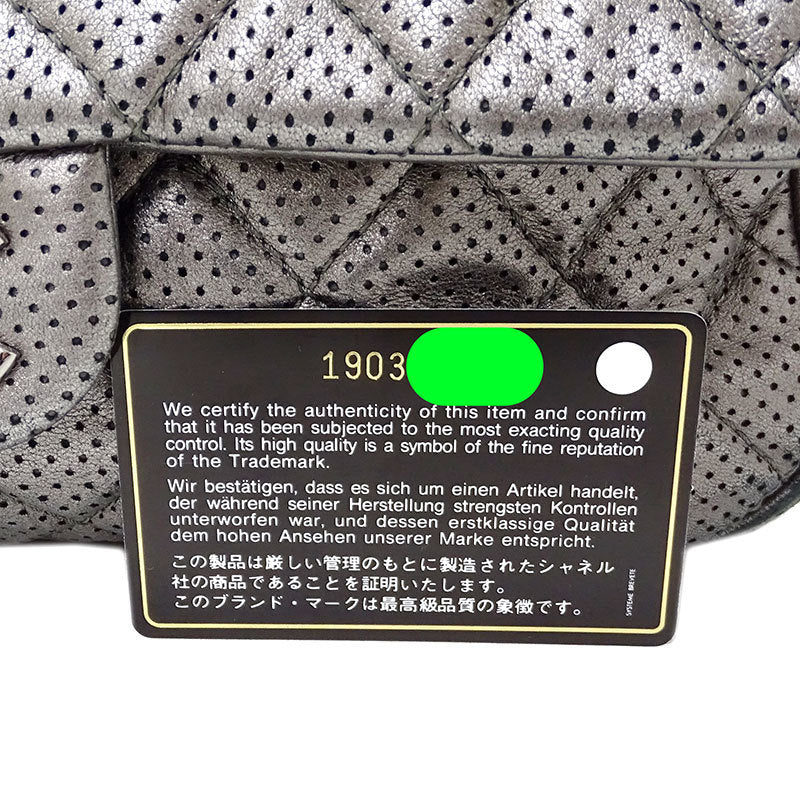 1903
We certify the authenticity of this item and confirm
that it has been subjected to the most exacting quality
control. Its high quality is a symbol of the fine reputation
of the Trademark.
Wir bestätigen, dass es sich um einen Artikel handelt,
der während seiner Herstellung strengsten Kontrollen
unterworfen war, und dessen erstklassige Qualität
dem hohen Ansehen unserer Marke entspricht.
この製品は厳しい管理のもとに製造されたシャネル
社の商品であることを証明いたします。
このブランド・マークは最高級品質の象徴です。
SYSTEME BREVETE